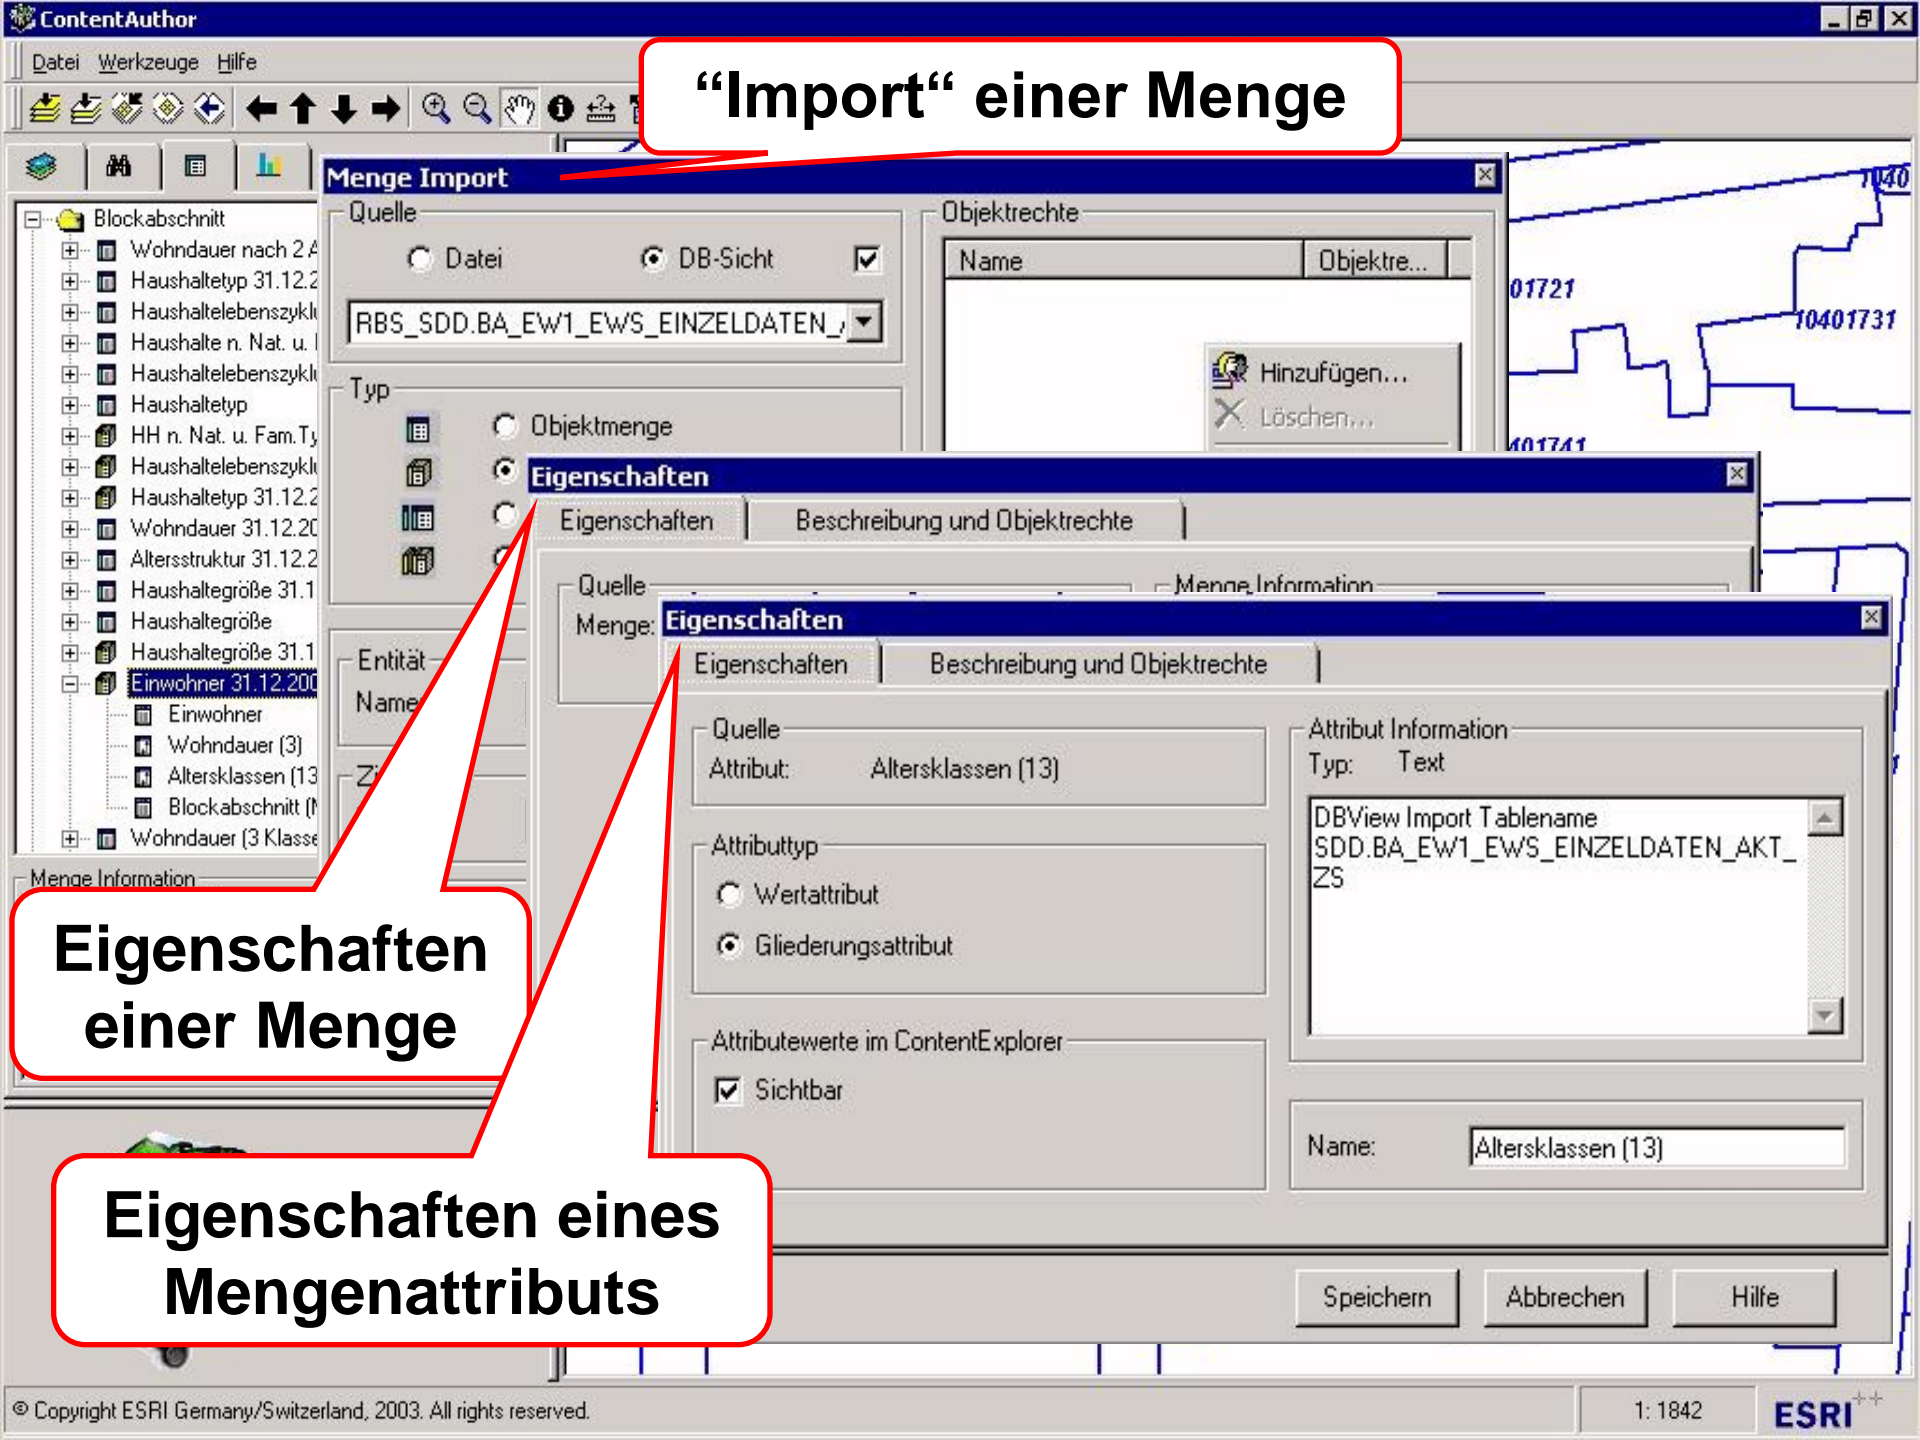 ContentAuthor
Datei Werkzeuge Hilfe
“Import“ einer Menge
Menge Import
Blockabschnitt
Wohndauer nach 2 A
Haushaltetyp 31.12.2
Haushaltelebenszykl
Haushalte n. Nat. u.
Haushaltelebenszykl
Haushaltetyp
HH n. Nat. u. Fam.Ty
Haushaltelebenszykl
Haushaltetyp 31.12.2
Wohndauer 31.12.20
Altersstruktur 31.12.2
Haushaltegröße 31.1
Haushaltegröße
Haushaltegröße 31.1
Einwohner 31.12.200
Einwohner
Wohndauer (3)
Altersklassen (13
Blockabschnitt (
Wohndauer (3 Klasse
Menge Information
Quelle
Datei DB-Sicht
RBS_SDD.BA_EW1_EWS_EINZELDATEN_
Typ
Objektmenge
Entität
Name
Objektrechte
Name Objektre...
Hinzufügen...
Löschen...
1040
01721
10401731
401741
Eigenschaften
Eigenschaften Beschreibung und Objektrechte
Quelle
Menge:
Menge Information
Eigenschaften
Eigenschaften Beschreibung und Objektrechte
Quelle
Attribut: Altersklassen (13)
Attributtyp
Wertattribut
Gliederungsattribut
Attributewerte im ContentExplorer
Sichtbar
Attribut Information
Typ: Text
DBView Import Tablename
SDD.BA_EW1_EWS_EINZELDATEN_AKT_
ZS
Name: Altersklassen (13)
Speichern Abbrechen Hilfe
Eigenschaften
einer Menge
Eigenschaften eines
Mengenattributs
© Copyright ESRI Germany/Switzerland, 2003. All rights reserved.
1: 1842
ESRI++